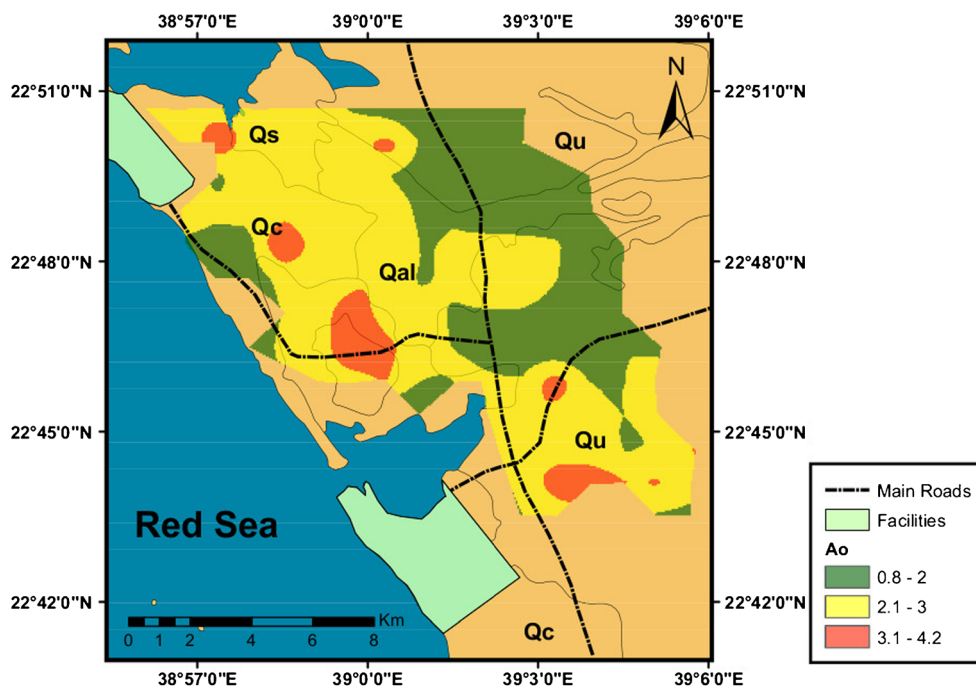 38°57'0"E 39°0'0"E 39°3'0"E 39°6'0"E
22°51'0"N 22°51'0"N
N
Qs
Qu
Qc
22°48'0"N 22°48'0"N
Qal
22°45'0"N 22°45'0"N
Qu
Red Sea
22°42'0"N 22°42'0"N
Km
0 1 2 4 6 8
Qc
38°57'0"E 39°0'0"E 39°3'0"E 39°6'0"E
Main Roads
Facilities
Ao
0.8 - 2
2.1 - 3
3.1 - 4.2